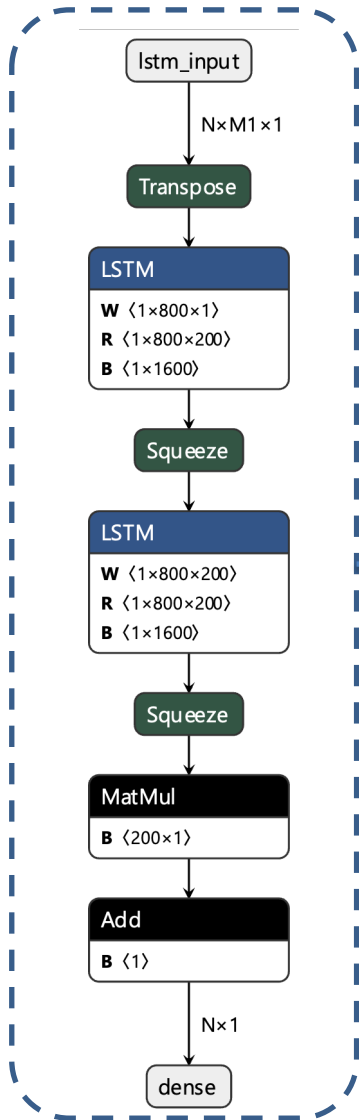 lstm_input
N×M1×1
Transpose
LSTM
W 〈1×800×1〉
R 〈1×800×200〉
B 〈1×1600〉
Squeeze
LSTM
W 〈1×800×200〉
R 〈1×800×200〉
B 〈1×1600〉
Squeeze
MatMul
B 〈200×1〉
Add
B 〈1〉
N×1
dense